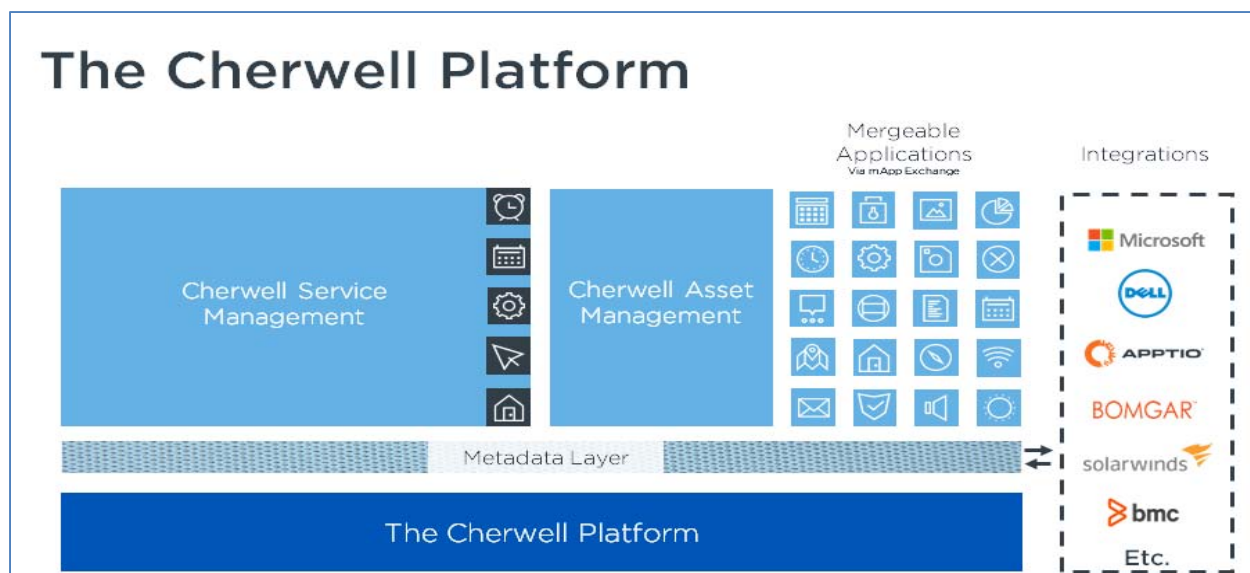 The Cherwell Platform
Mergeable
Applications
Via mApp Exchange
Integrations
Cherwell Service
Management
Cherwell Asset
Management
Microsoft
DELL
APPTIO
BOMGAR™
solarwinds
bmc
Etc.
Metadata Layer
The Cherwell Platform